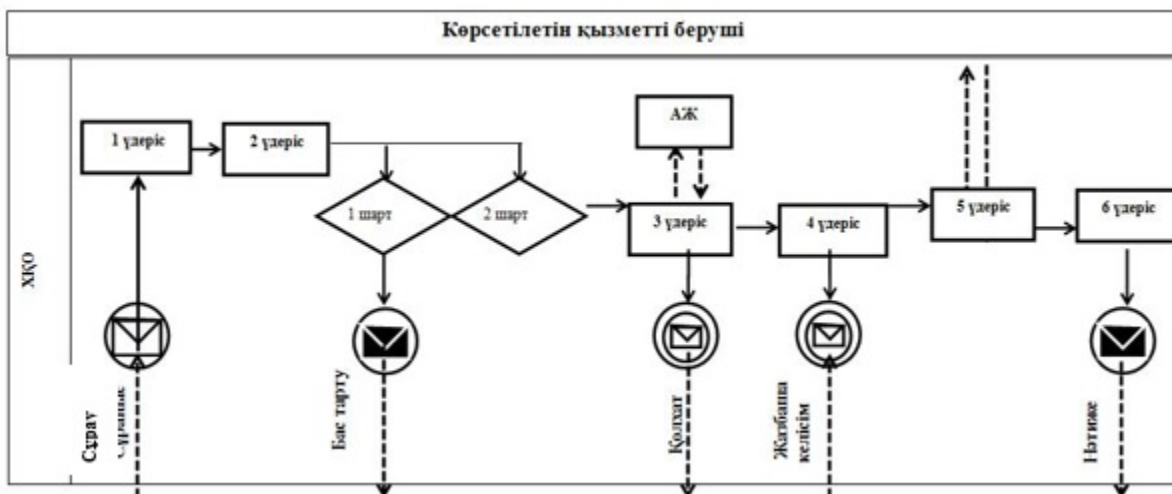 Көрсетілетін қызметті беруші
ХҚО
1 үдеріс
2 үдеріс
1 шарт
2 шарт
АЖ
3 үдеріс
4 үдеріс
5 үдеріс
6 үдеріс
Сұрау
Бас тарту
Қолхат
Жазбаша
келісім
Нәтиже